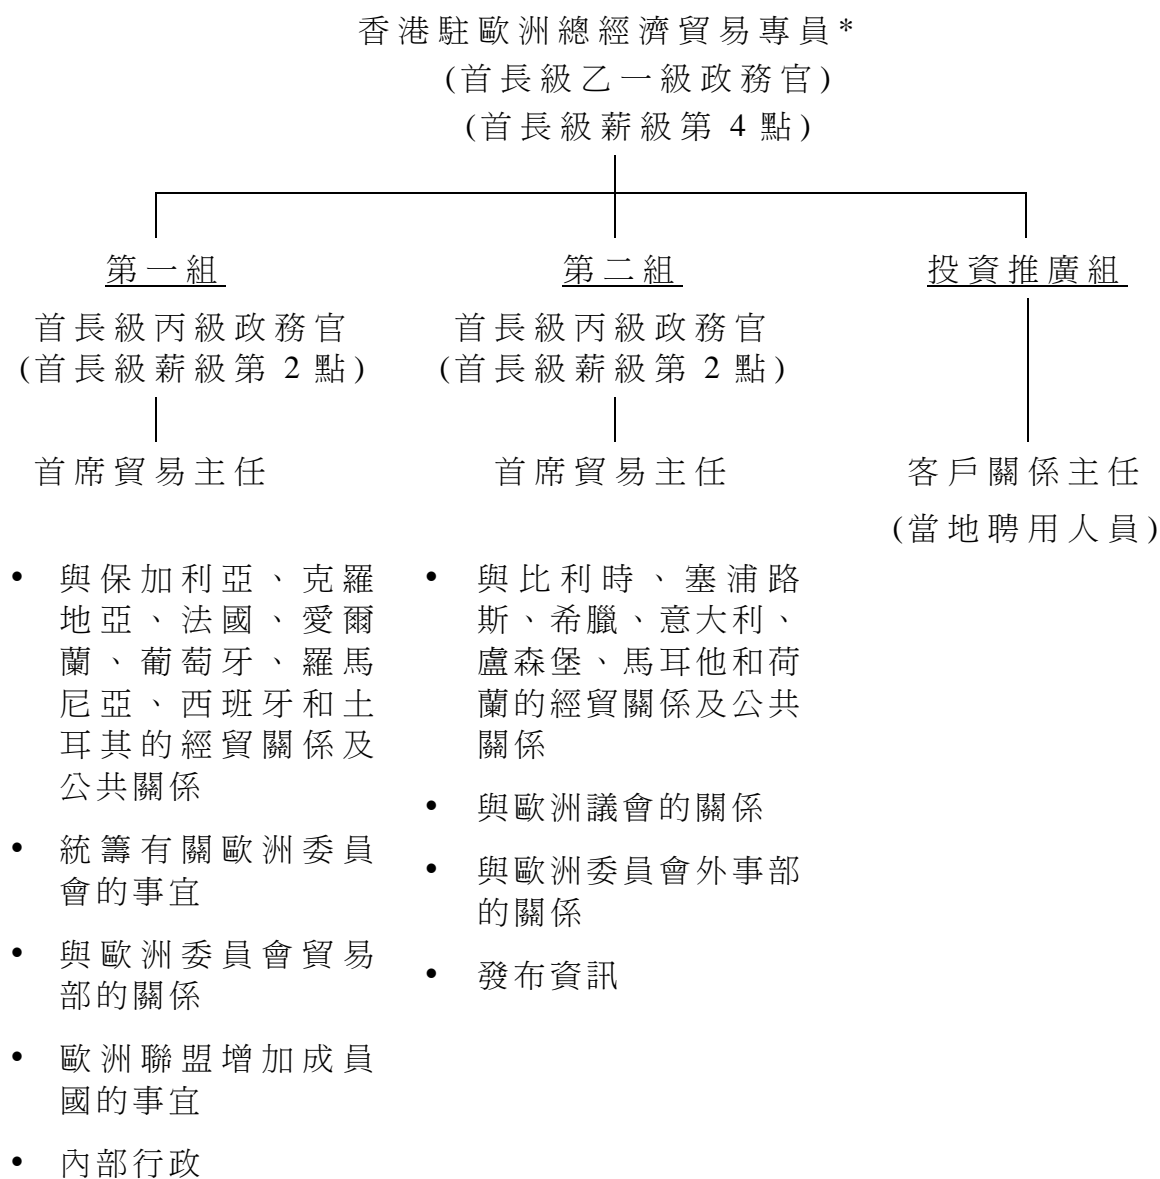 香港駐歐洲總經濟貿易專員*
(首長級乙一級政務官)
(首長級薪級第 4 點)
第一組
首長級丙級政務官
(首長級薪級第 2 點)
首席貿易主任
• 與保加利亞、克羅
地亞、法國、愛爾
蘭、葡萄牙、羅馬
尼亞、西班牙和土
耳其的經貿關係及
公共關係
• 統籌有關歐洲委員
會的事宜
• 與歐洲委員會貿易
部的關係
• 歐洲聯盟增加成員
國的事宜
• 內部行政
第二組
首長級丙級政務官
(首長級薪級第 2 點)
首席貿易主任
• 與比利時、塞浦路
斯、希臘、意大利、
盧森堡、馬耳他和荷
蘭的經貿關係及公共
關係
• 與歐洲議會的關係
• 與歐洲委員會外事部
的關係
• 發布資訊
投資推廣組
客戶關係主任
(當地聘用人員)